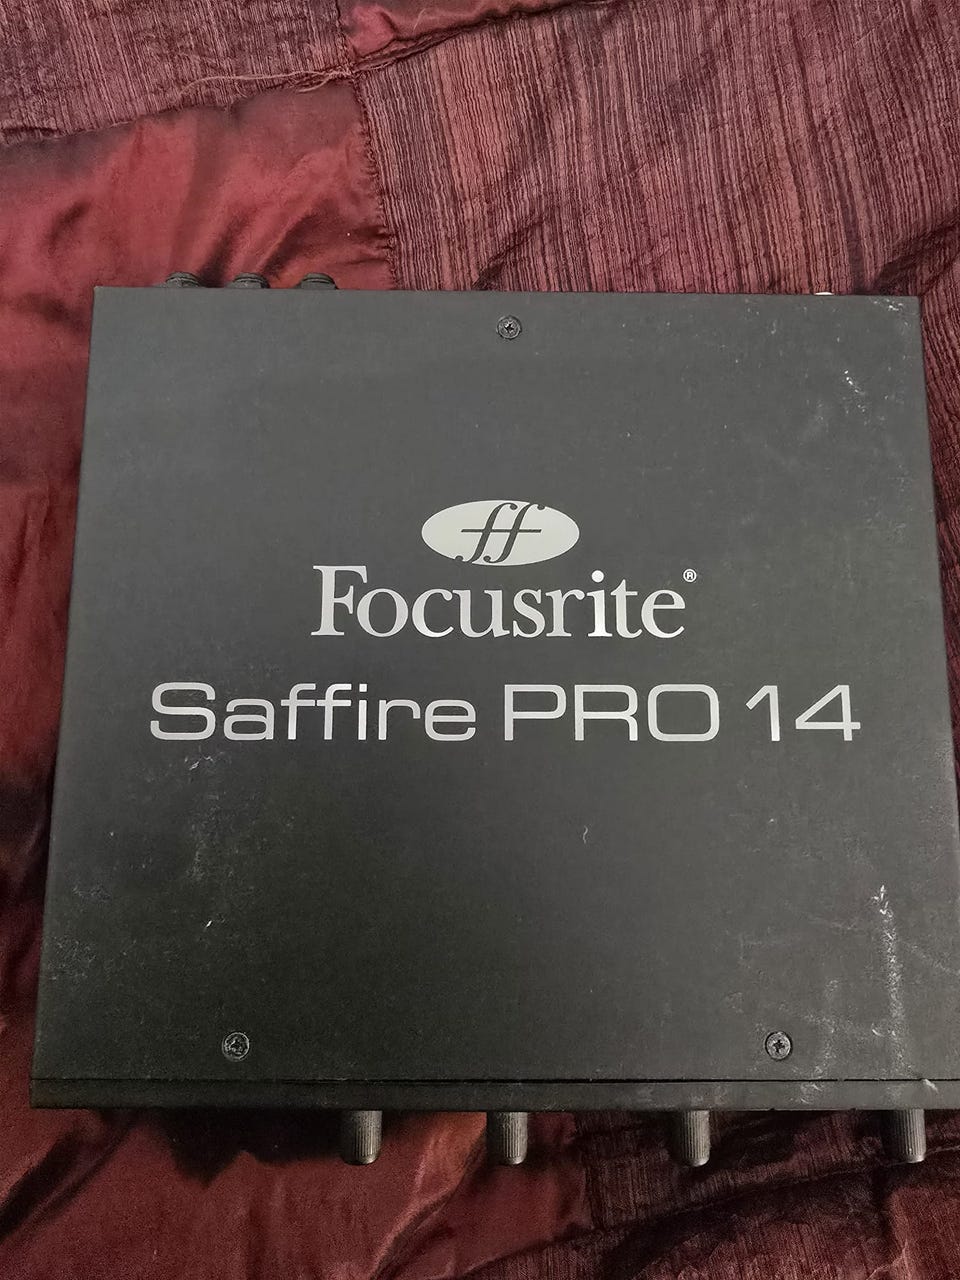 ff
Focusrite®
Saffire PRO 14